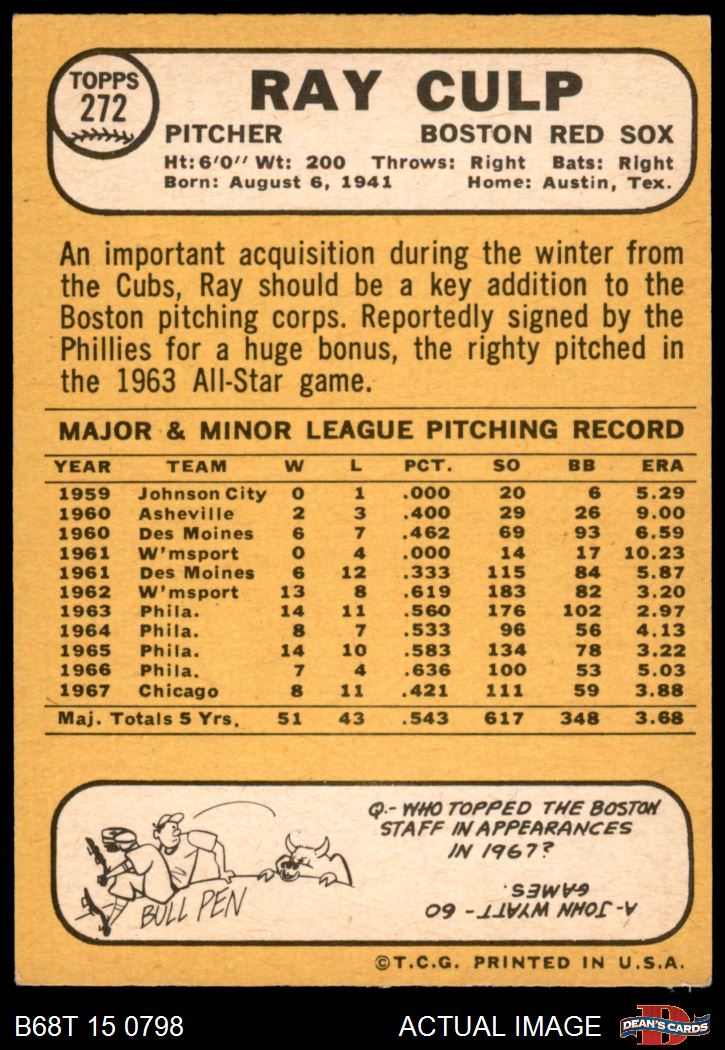 TOPPS
272
RAY CULP
PITCHER BOSTON RED SOX
Ht: 6'0" Wt: 200 Throws: Right Bats: Right
Born: August 6, 1941 Home: Austin, Tex.
An important acquisition during the winter from
the Cubs, Ray should be a key addition to the
Boston pitching corps. Reportedly signed by the
Phillies for a huge bonus, the righty pitched in
the 1963 All-Star game.
MAJOR & MINOR LEAGUE PITCHING RECORD
YEAR TEAM W L PCT. SO BB ERA
1959 Johnson City 0 1 .000 20 6 5.29
1960 Asheville 2 3 .400 29 26 9.00
1960 Des Moines 6 7 .462 69 93 6.59
1961 W'msport 0 4 .000 14 17 10.23
1961 Des Moines 6 12 .333 115 84 5.87
1962 W'msport 13 8 .619 183 82 3.20
1963 Phila. 14 11 .560 176 102 2.97
1964 Phila. 8 7 .533 96 56 4.13
1965 Phila. 14 10 .583 134 78 3.22
1966 Phila. 7 4 .636 100 53 5.03
1967 Chicago 8 11 .421 111 59 3.88
Maj. Totals 5 Yrs. 51 43 .543 617 348 3.68
Q.- WHO TOPPED THE BOSTON
STAFF IN APPEARANCES
IN 1967?
A- JOHN WYATT - 60
GAMES.
BULL PEN
©T.C.G. PRINTED IN U.S.A.
B68T 15 0798 ACTUAL IMAGE
D
DEAN'S CARDS